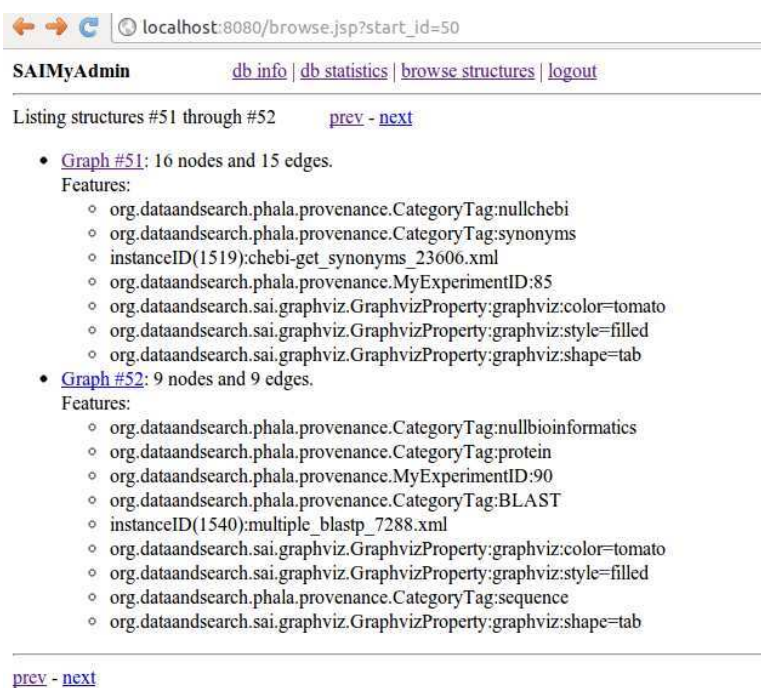 localhost:8080/browse.jsp?start_id=50
SAIMyAdmin db info | db statistics | browse structures | logout
Listing structures #51 through #52 prev - next
Graph #51: 16 nodes and 15 edges.
Features:
org.dataandsearch.phala.provenance.CategoryTag:nullchebi
org.dataandsearch.phala.provenance.CategoryTag:synonyms
instanceID(1519):chebi-get_synonyms_23606.xml
org.dataandsearch.phala.provenance.MyExperimentID:85
org.dataandsearch.sai.graphviz.GraphvizProperty:graphviz:color=tomato
org.dataandsearch.sai.graphviz.GraphvizProperty:graphviz:style=filled
org.dataandsearch.sai.graphviz.GraphvizProperty:graphviz:shape=tab
Graph #52: 9 nodes and 9 edges.
Features:
org.dataandsearch.phala.provenance.CategoryTag:nullbioinformatics
org.dataandsearch.phala.provenance.CategoryTag:protein
org.dataandsearch.phala.provenance.MyExperimentID:90
org.dataandsearch.phala.provenance.CategoryTag:BLAST
instanceID(1540):multiple_blastp_7288.xml
org.dataandsearch.sai.graphviz.GraphvizProperty:graphviz:color=tomato
org.dataandsearch.sai.graphviz.GraphvizProperty:graphviz:style=filled
org.dataandsearch.phala.provenance.CategoryTag:sequence
org.dataandsearch.sai.graphviz.GraphvizProperty:graphviz:shape=tab
prev - next